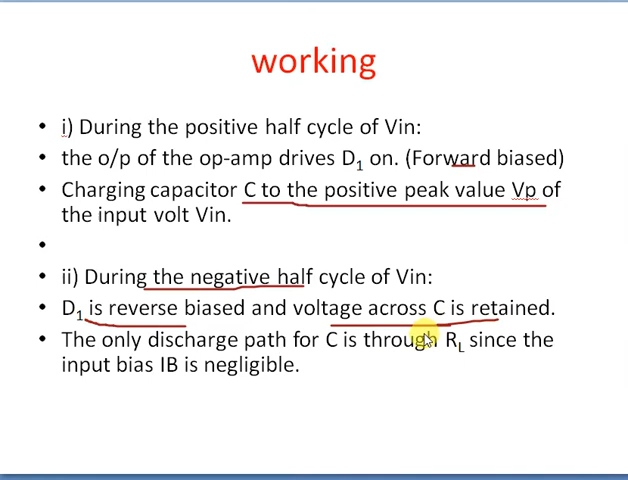 working
• i) During the positive half cycle of Vin:
• the o/p of the op-amp drives D1 on. (Forward biased)
• Charging capacitor C to the positive peak value Vp of
the input volt Vin.
•
• ii) During the negative half cycle of Vin:
• D1 is reverse biased and voltage across C is retained.
• The only discharge path for C is through RL since the
input bias IB is negligible.